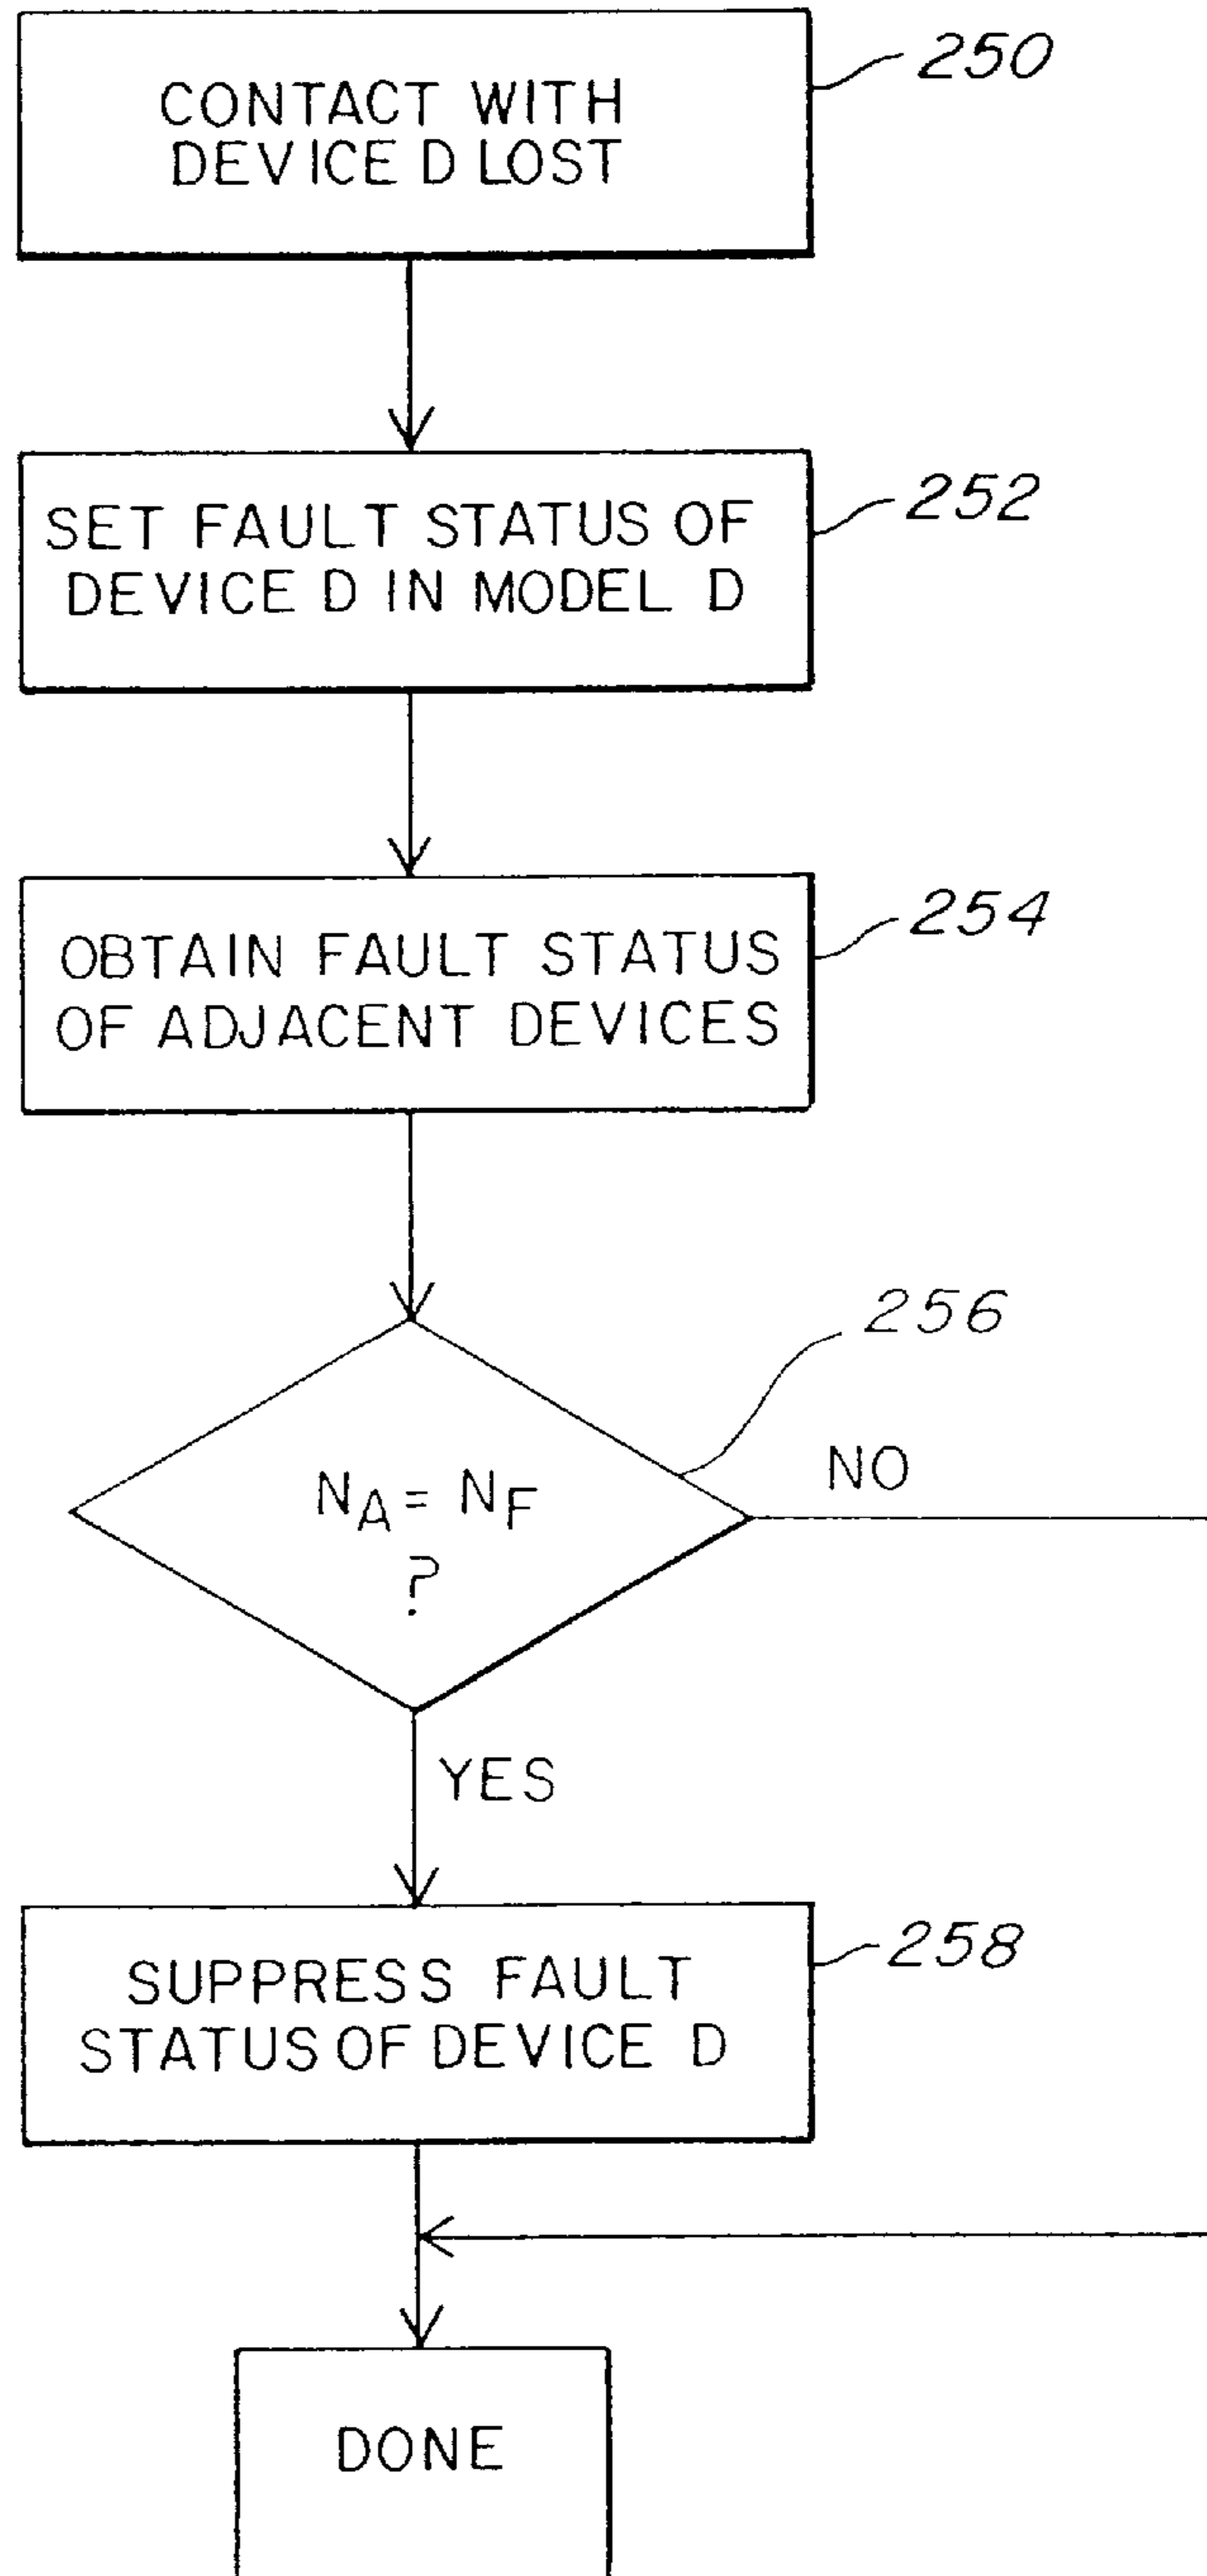 CONTACT WITH
DEVICE D LOST
250
SET FAULT STATUS OF
DEVICE D IN MODEL D
252
OBTAIN FAULT STATUS
OF ADJACENT DEVICES
254
256
NA = NF
?
NO
YES
SUPPRESS FAULT
STATUS OF DEVICE D
258
DONE